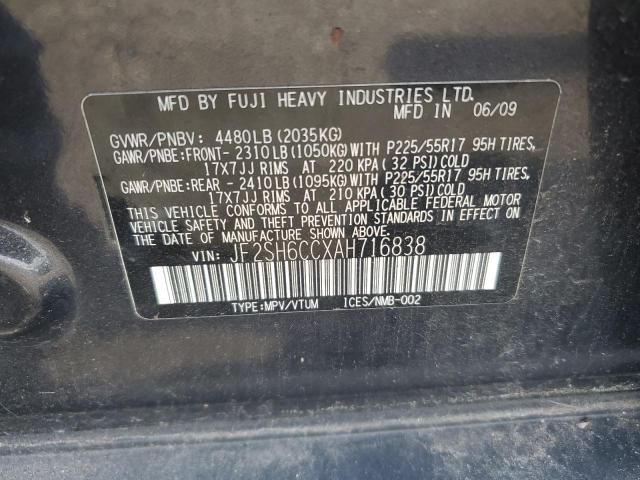 MFD BY FUJI HEAVY INDUSTRIES LTD.
MFD IN 06/09
GVWR/PNBV: 4480LB (2035KG)
GAWR/PNBE:FRONT- 2310LB(1050KG)WITH P225/55R17 95H TIRES,
17X7JJ RIMS AT 220 KPA(32 PSI)COLD
GAWR/PNBE:REAR - 2410LB(1095KG)WITH P225/55R17 95H TIRES,
17X7JJ RIMS AT 210 KPA(30 PSI)COLD
THIS VEHICLE CONFORMS TO ALL APPLICABLE FEDERAL MOTOR
VEHICLE SAFETY AND THEFT PREVENTION STANDARDS IN EFFECT ON
THE DATE OF MANUFACTURE SHOWN ABOVE.
VIN: JF2SH6CCXAH716838
TYPE:MPV/VTUM ICES/NMB-002